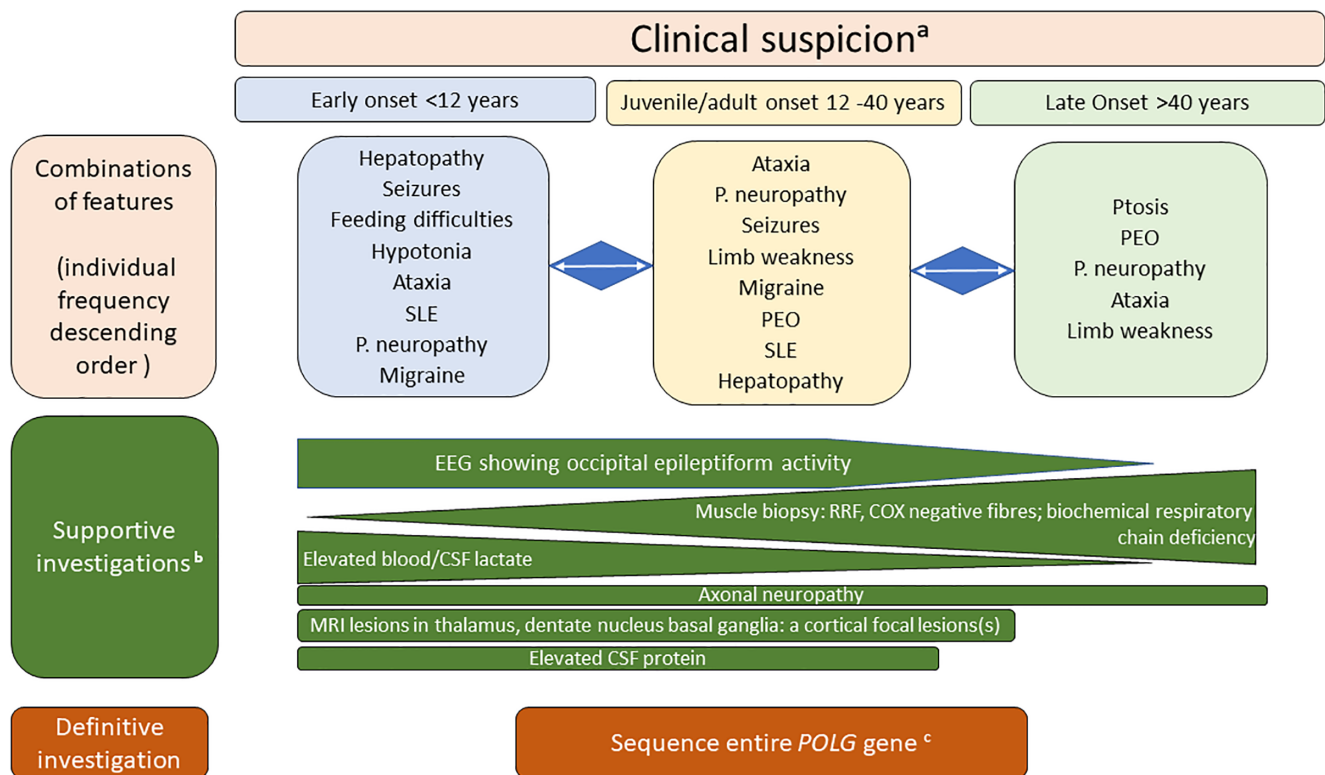 Clinical suspicionᵃ
Early onset <12 years
Juvenile/adult onset 12 -40 years
Late Onset >40 years
Combinations
of features
(individual
frequency
descending
order )
Hepatopathy
Seizures
Feeding difficulties
Hypotonia
Ataxia
SLE
P. neuropathy
Migraine
Ataxia
P. neuropathy
Seizures
Limb weakness
Migraine
PEO
SLE
Hepatopathy
Ptosis
PEO
P. neuropathy
Ataxia
Limb weakness
Supportive
investigations ᵇ
EEG showing occipital epileptiform activity
Muscle biopsy: RRF, COX negative fibres; biochemical respiratory
chain deficiency
Elevated blood/CSF lactate
Axonal neuropathy
MRI lesions in thalamus, dentate nucleus basal ganglia: a cortical focal lesions(s)
Elevated CSF protein
Definitive
investigation
Sequence entire POLG gene ᶜ